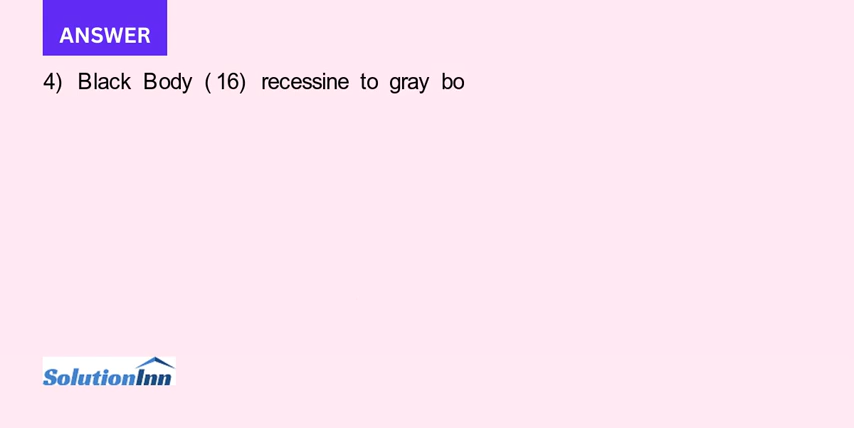 ANSWER
4) Black Body ( 16) recessine to gray bo
SolutionInn